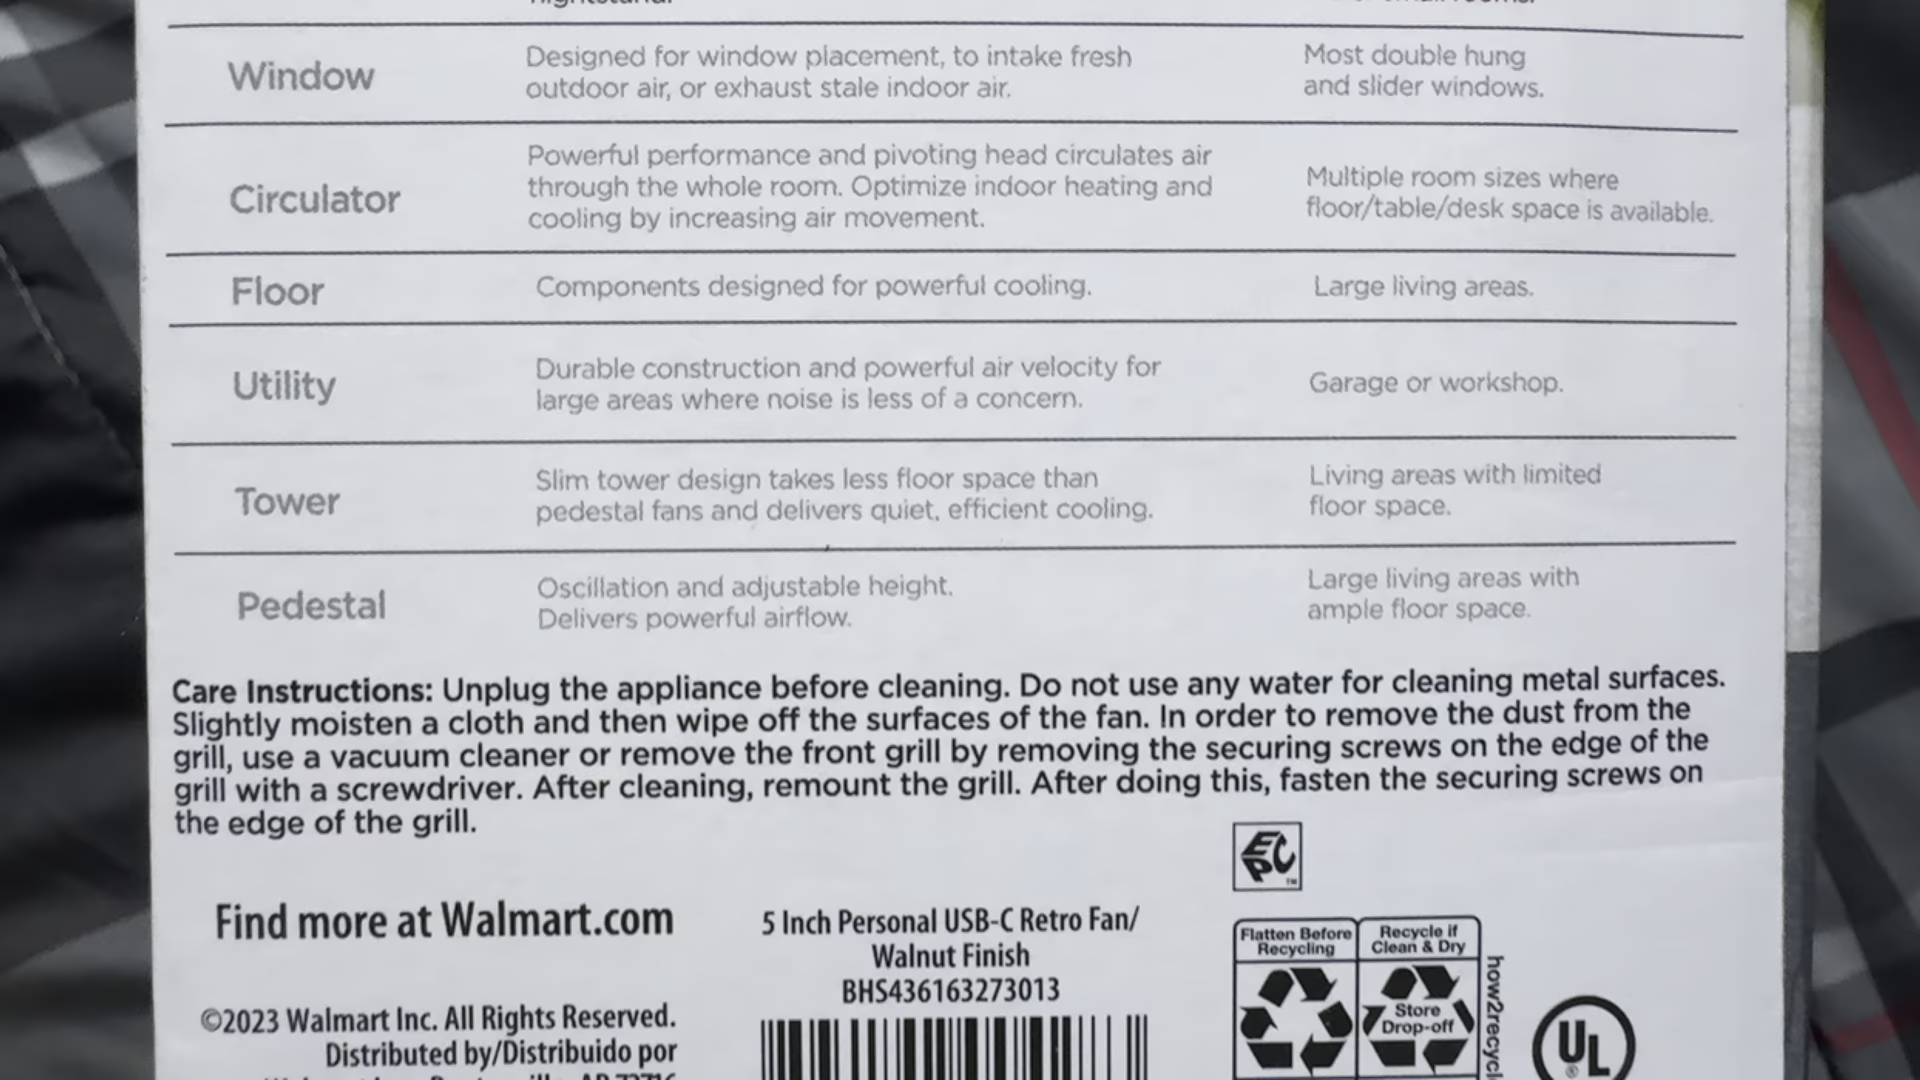 Window
Designed for window placement, to intake fresh
outdoor air, or exhaust stale indoor air.
Most double hung
and slider windows.
Circulator
Powerful performance and pivoting head circulates air
through the whole room. Optimize indoor heating and
cooling by increasing air movement.
Multiple room sizes where
floor/table/desk space is available.
Floor
Components designed for powerful cooling.
Large living areas.
Utility
Durable construction and powerful air velocity for
large areas where noise is less of a concern.
Garage or workshop.
Tower
Slim tower design takes less floor space than
pedestal fans and delivers quiet, efficient cooling.
Living areas with limited
floor space.
Pedestal
Oscillation and adjustable height.
Delivers powerful airflow.
Large living areas with
ample floor space.
Care Instructions: Unplug the appliance before cleaning. Do not use any water for cleaning metal surfaces.
Slightly moisten a cloth and then wipe off the surfaces of the fan. In order to remove the dust from the
grill, use a vacuum cleaner or remove the front grill by removing the securing screws on the edge of the
grill with a screwdriver. After cleaning, remount the grill. After doing this, fasten the securing screws on
the edge of the grill.
EPC
TM
Find more at Walmart.com
5 Inch Personal USB-C Retro Fan/
Walnut Finish
BHS436163273013
Flatten Before
Recycling
Recycle if
Clean & Dry
Store
Drop-off
how2recycl
©2023 Walmart Inc. All Rights Reserved.
Distributed by/Distribuido por
UL
®